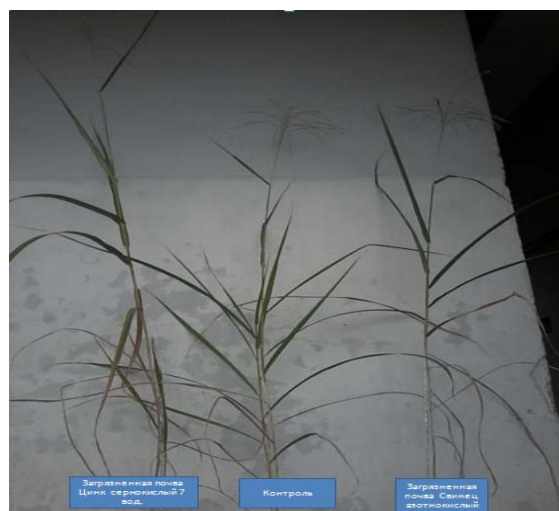 Загрязненная почва
Цинк сернокислый 7
вод.
Контроль
Загрязненная
почва Свинец
азотнокислый